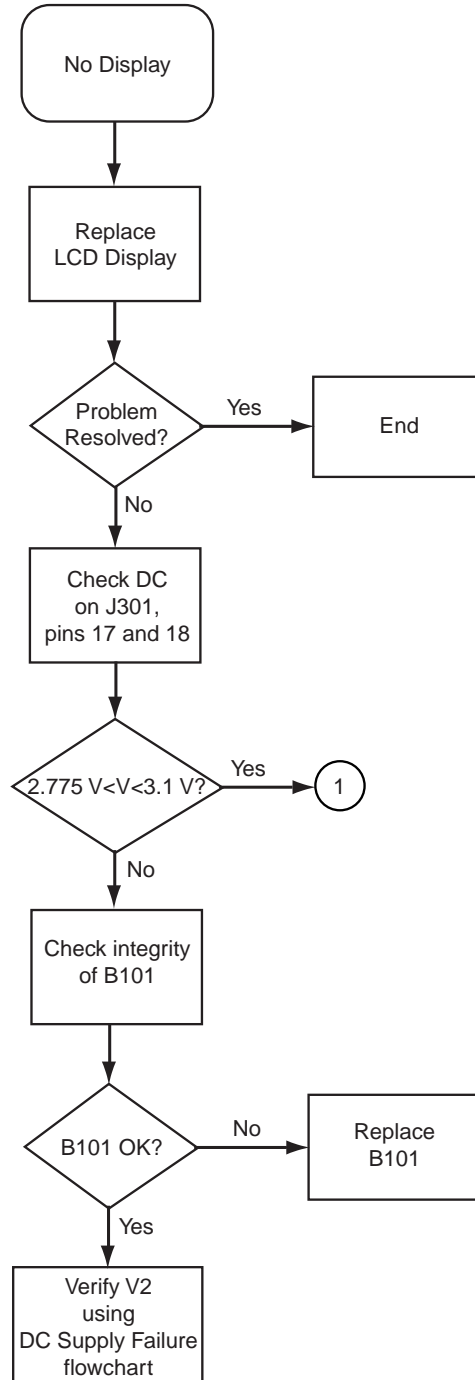 No Display
Replace
LCD Display
Problem
Resolved?
Yes
End
No
Check DC
on J301,
pins 17 and 18
2.775 V<V<3.1 V?
Yes
1
No
Check integrity
of B101
B101 OK?
No
Replace
B101
Yes
Verify V2
using
DC Supply Failure
flowchart